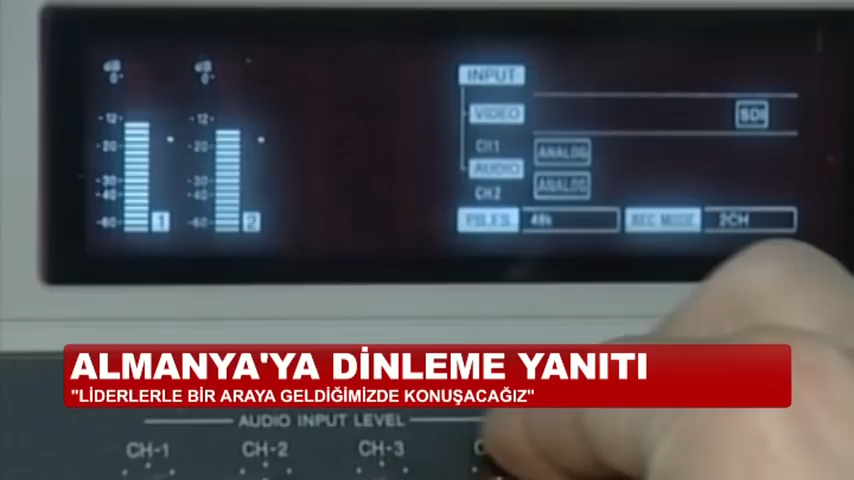 dB dB
0 0
-12 -12
-20 -20
-30 -30
-40 -40
-60 1 -60 2
INPUT
VIDEO SDI
CH1 ANALOG
AUDIO
CH2 ANALOG
48k REC MODE 2CH
ALMANYA'YA DİNLEME YANITI
"LİDERLERLE BİR ARAYA GELDİĞİMİZDE KONUŞACAĞIZ"
AUDIO INPUT LEVEL
CH-1 CH-2 CH-3